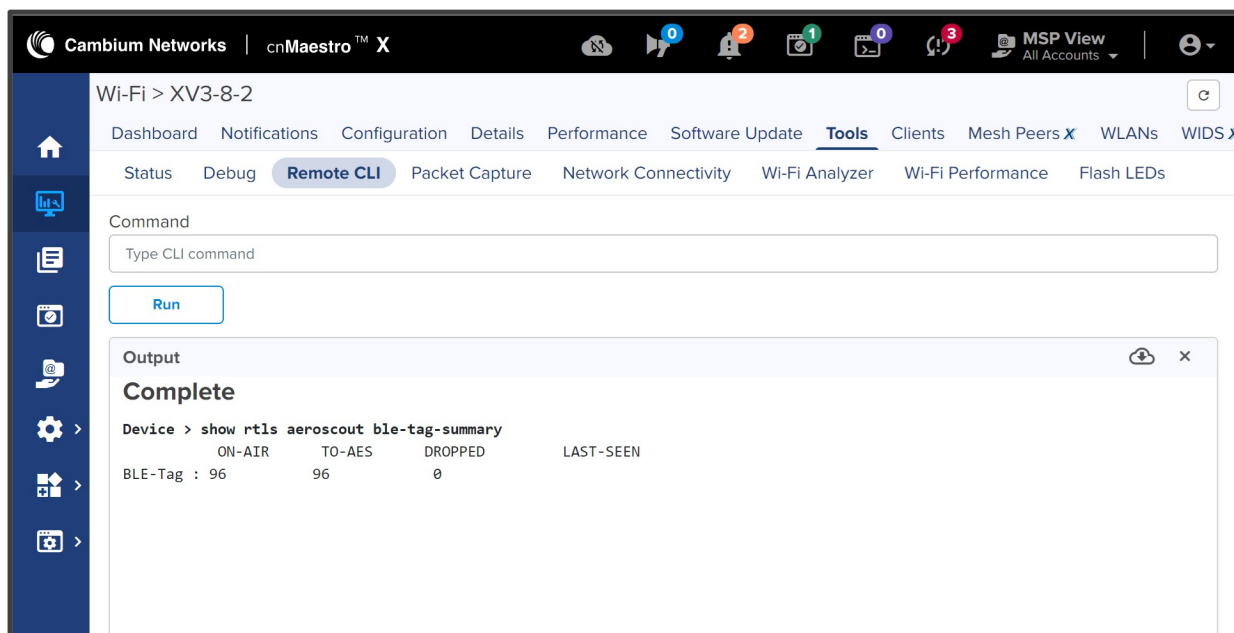 Cambium Networks | cnMaestro™ X
0
2
1
0
3
MSP View
All Accounts
Wi-Fi > XV3-8-2
Dashboard Notifications Configuration Details Performance Software Update Tools Clients Mesh Peers X WLANs WIDS X
Status Debug Remote CLI Packet Capture Network Connectivity Wi-Fi Analyzer Wi-Fi Performance Flash LEDs
Command
Type CLI command
Run
Output
Complete
Device > show rtls aeroscout ble-tag-summary
ON-AIR TO-AES DROPPED LAST-SEEN
BLE-Tag : 96 96 0